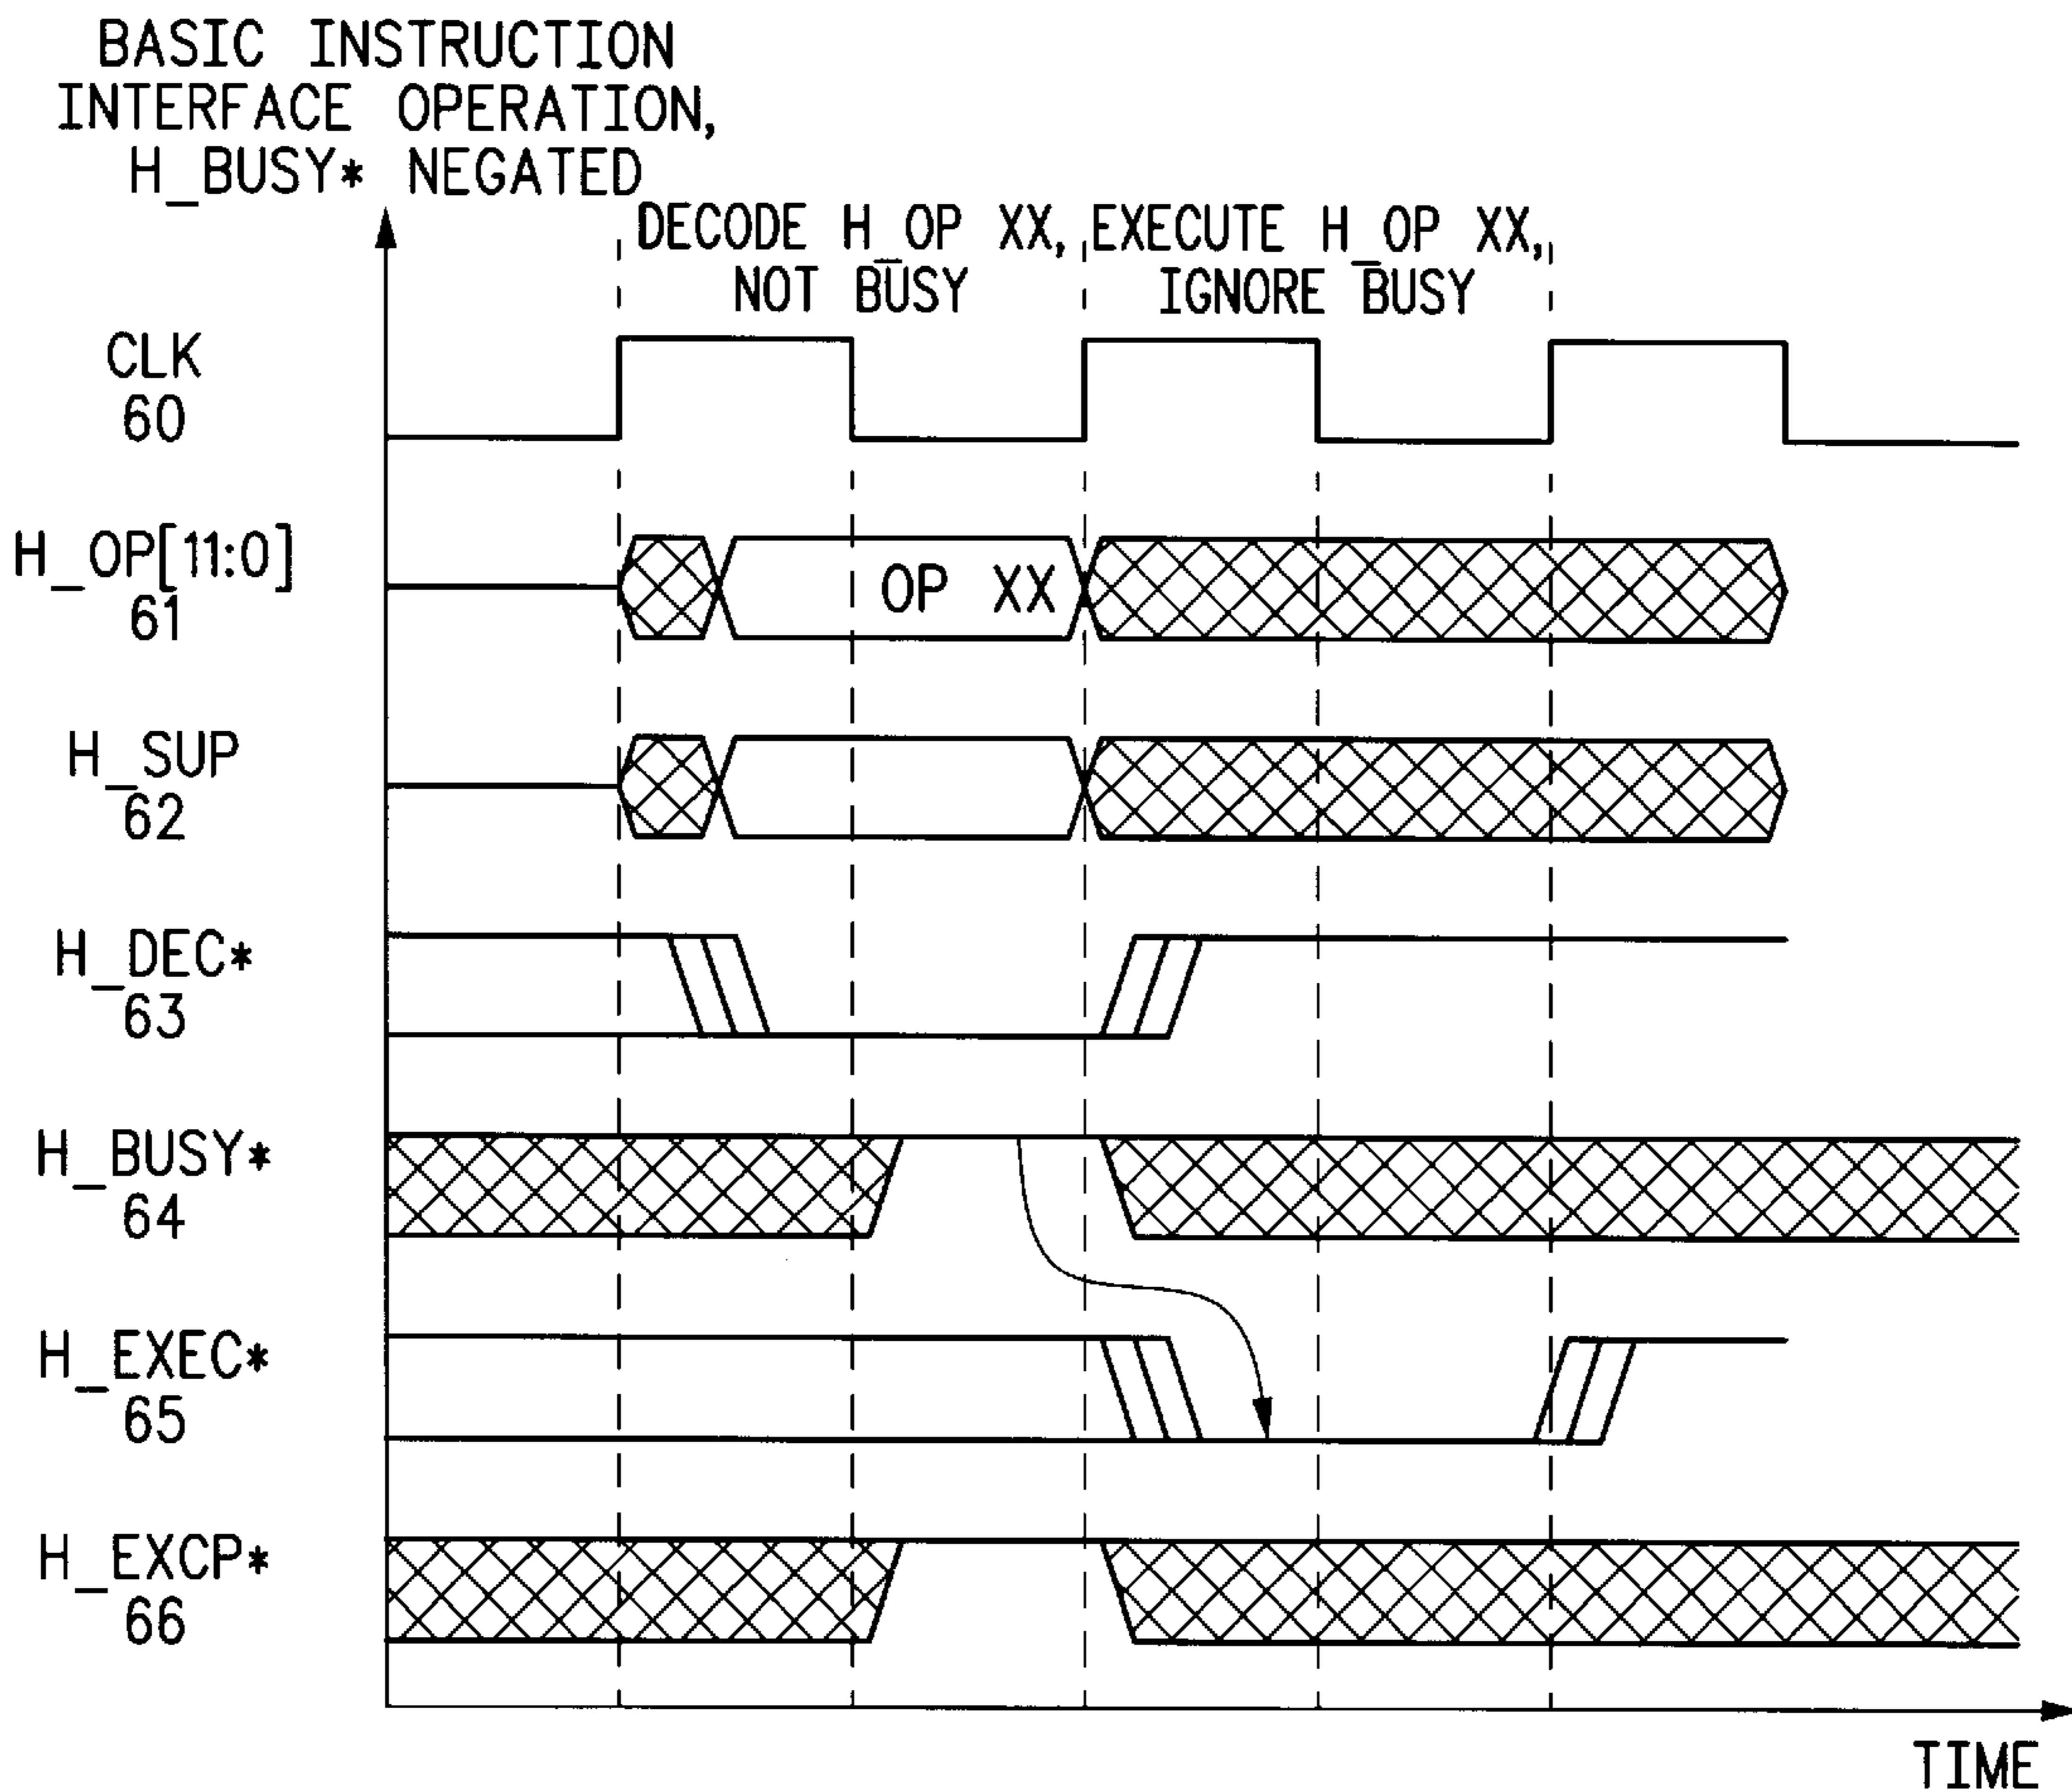 BASIC INSTRUCTION
INTERFACE OPERATION,
H_BUSY* NEGATED
DECODE H_OP XX,
NOT BUSY
EXECUTE H_OP XX,
IGNORE BUSY
CLK
60
H_OP[11:0]
61
OP XX
H_SUP
62
H_DEC*
63
H_BUSY*
64
H_EXEC*
65
H_EXCP*
66
TIME